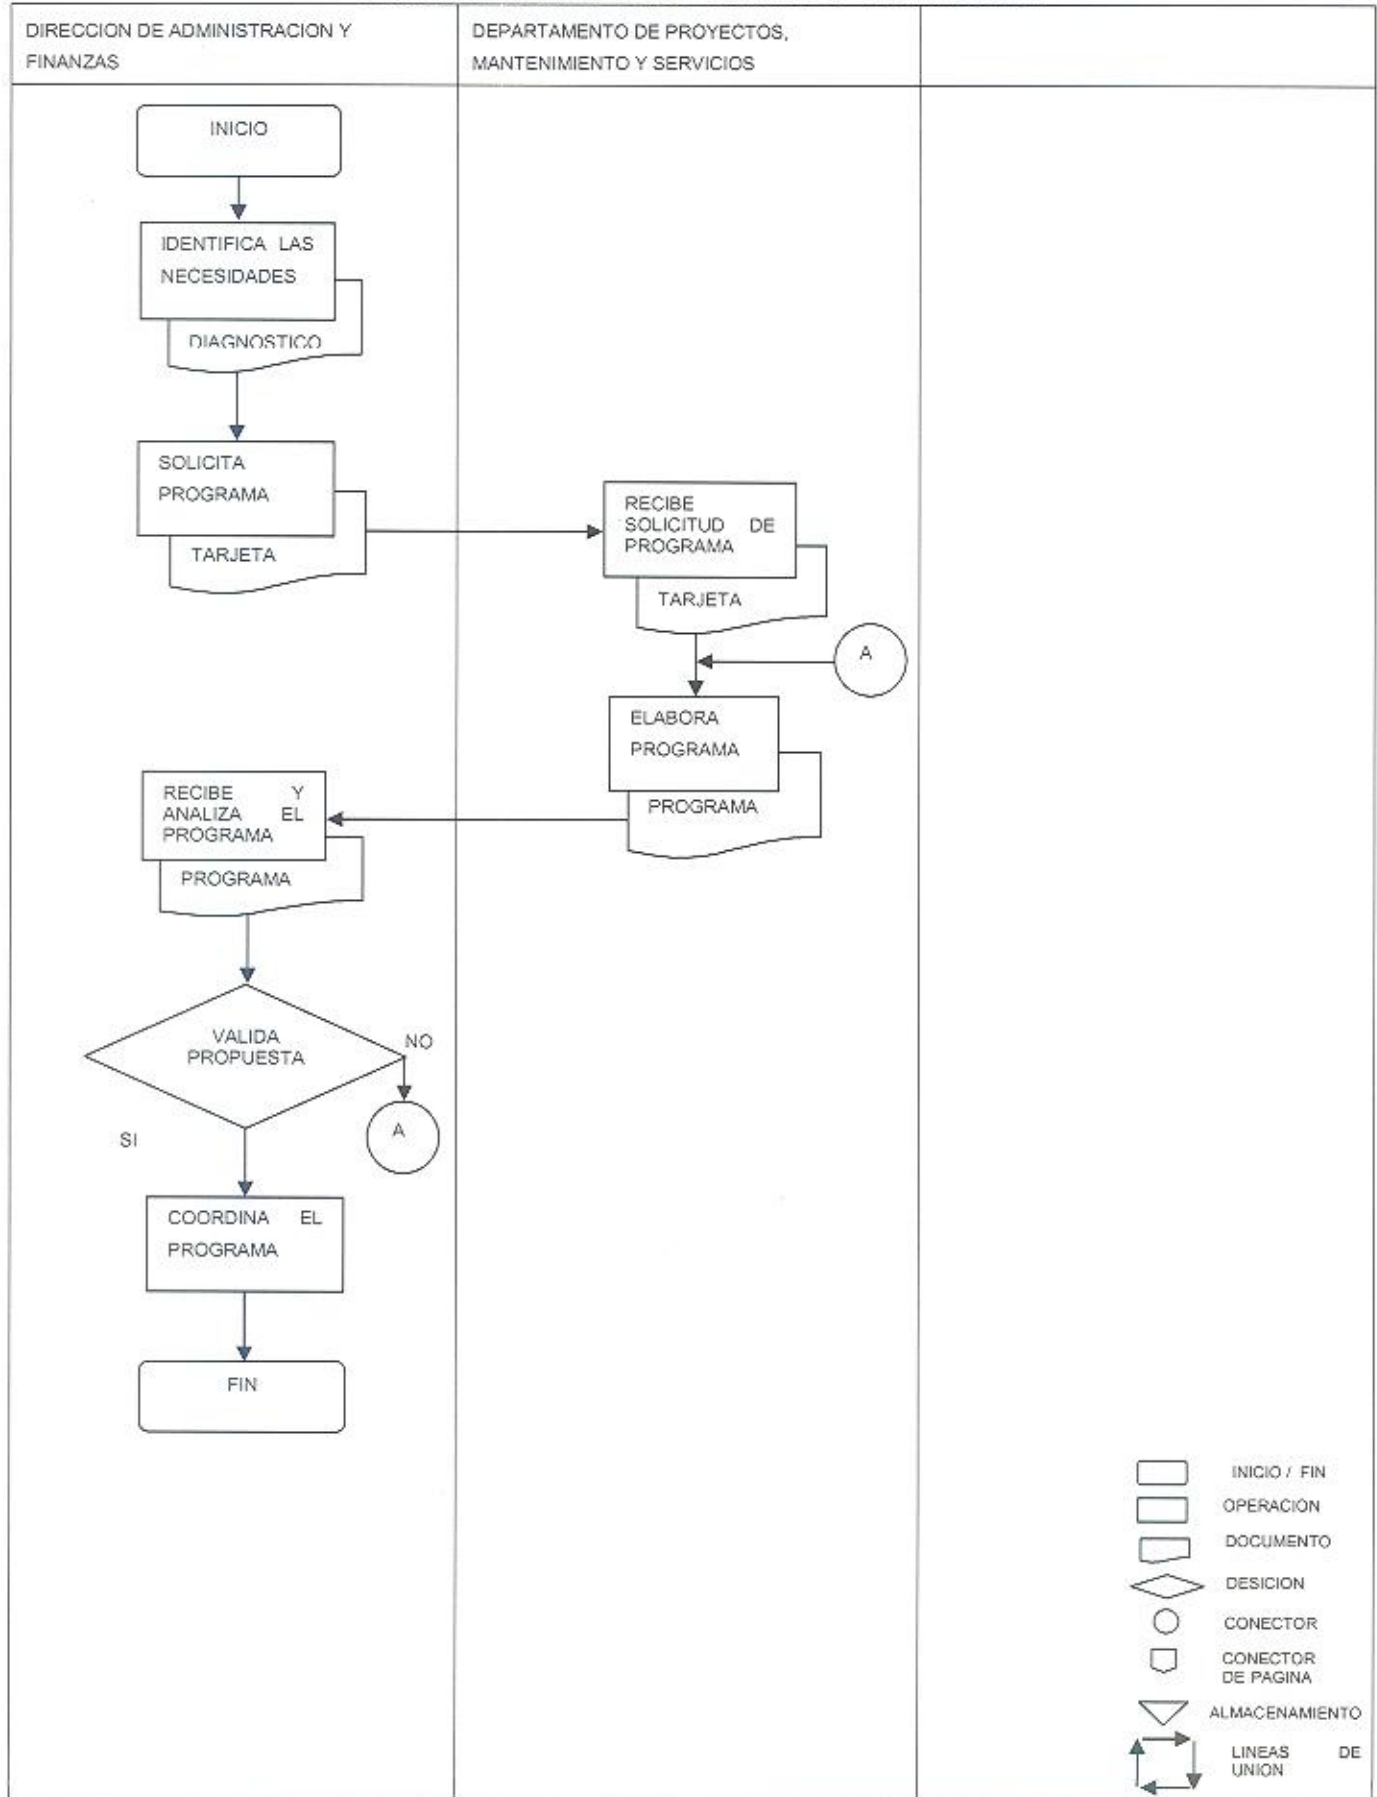 DIRECCION DE ADMINISTRACION Y
FINANZAS
DEPARTAMENTO DE PROYECTOS,
MANTENIMIENTO Y SERVICIOS
INICIO
IDENTIFICA LAS
NECESIDADES
DIAGNOSTICO
SOLICITA
PROGRAMA
TARJETA
RECIBE
SOLICITUD DE
PROGRAMA
TARJETA
A
ELABORA
PROGRAMA
PROGRAMA
RECIBE Y
ANALIZA EL
PROGRAMA
PROGRAMA
VALIDA
PROPUESTA
NO
A
SI
COORDINA EL
PROGRAMA
FIN
INICIO / FIN
OPERACION
DOCUMENTO
DESICION
CONECTOR
CONECTOR
DE PAGINA
ALMACENAMIENTO
LINEAS DE
UNION